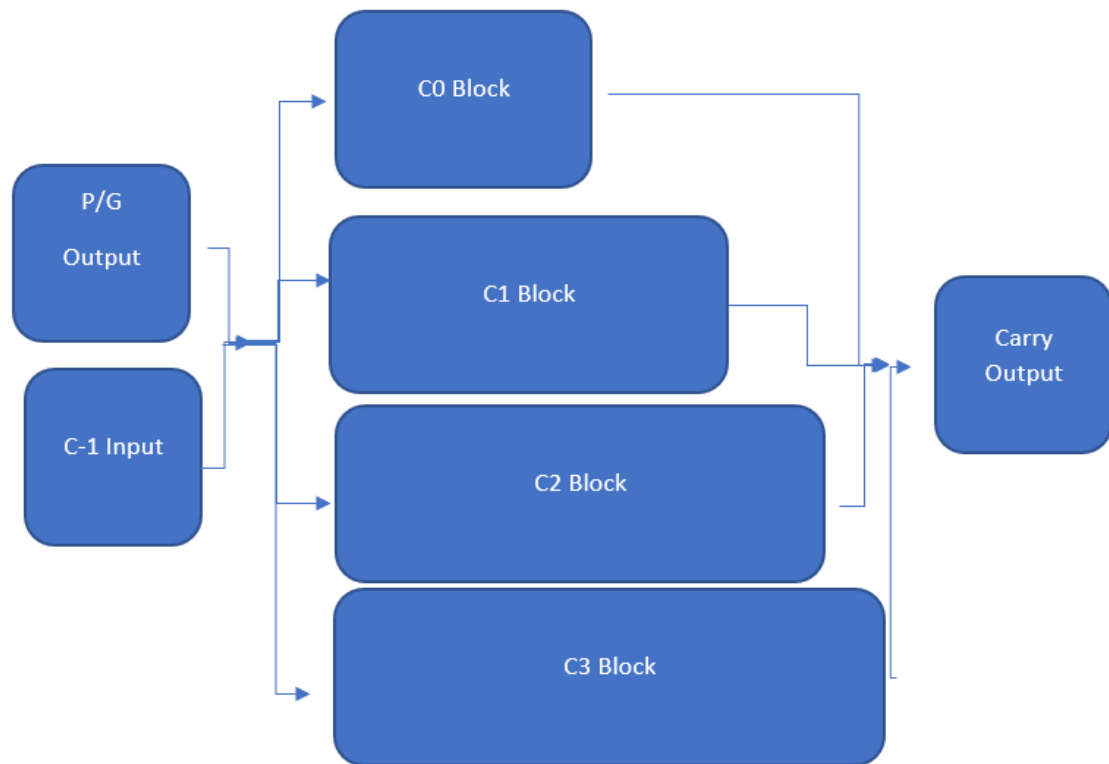 P/G
Output
C-1 Input
C0 Block
C1 Block
C2 Block
C3 Block
Carry
Output